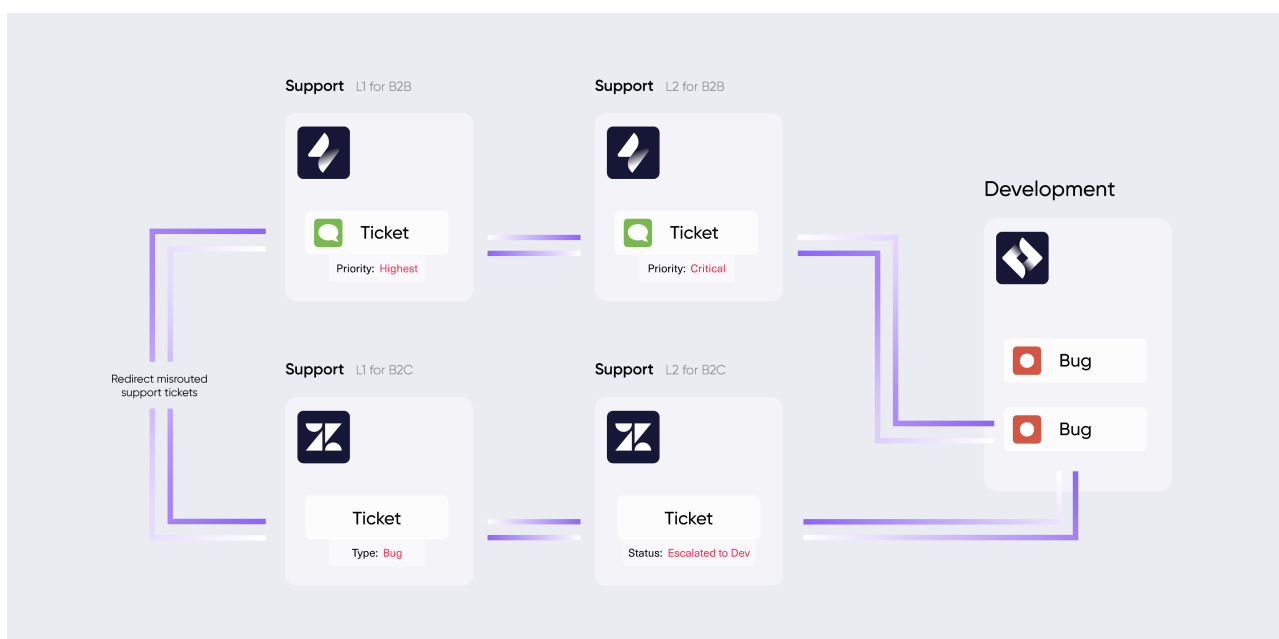 Support L1 for B2B
Support L2 for B2B
Ticket
Priority: Highest
Ticket
Priority: Critical
Development
Bug
Bug
Redirect misrouted
support tickets
Support L1 for B2C
Support L2 for B2C
Ticket
Type: Bug
Ticket
Status: Escalated to Dev